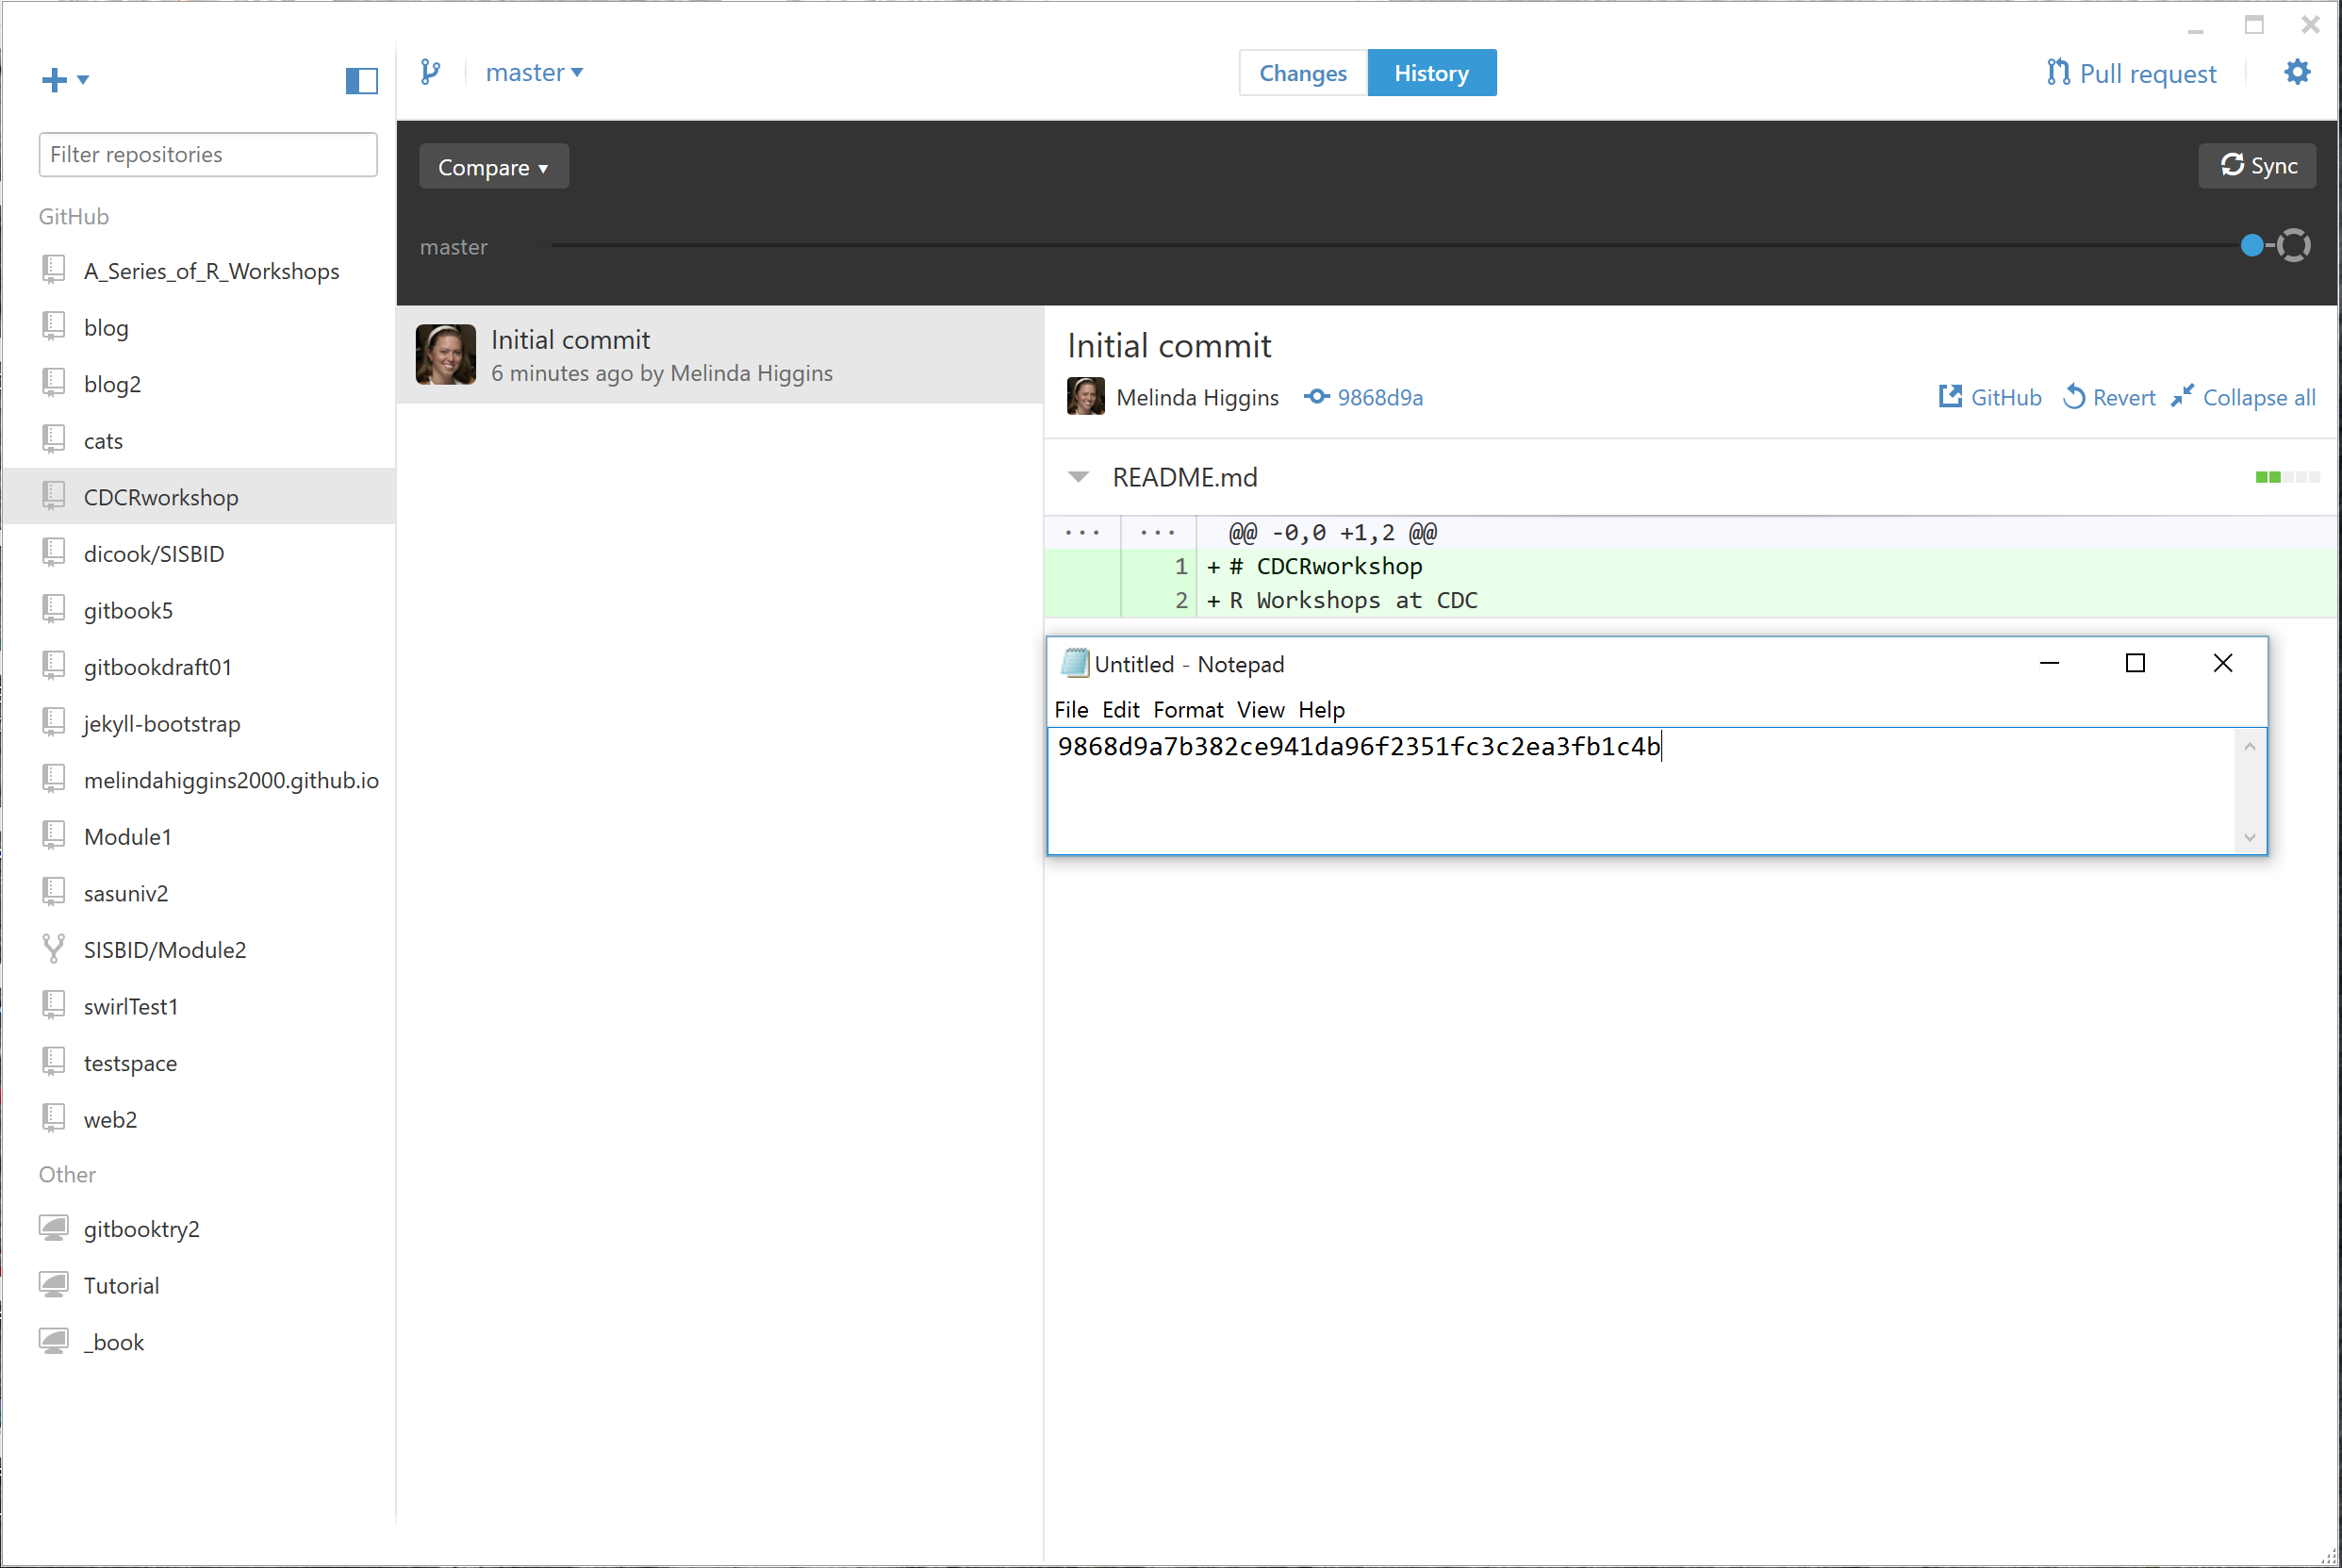 master
Changes
History
Pull request
Filter repositories
Compare
Sync
master
GitHub
A_Series_of_R_Workshops
blog
blog2
cats
CDCRworkshop
dicook/SISBID
gitbook5
gitbookdraft01
jekyll-bootstrap
melindahiggins2000.github.io
Module1
sasuniv2
SISBID/Module2
swirlTest1
testspace
web2
Other
gitbooktry2
Tutorial
_book
Initial commit
6 minutes ago by Melinda Higgins
Initial commit
Melinda Higgins 9868d9a
GitHub Revert Collapse all
README.md
... ... @@ -0,0 +1,2 @@
1 + # CDCRworkshop
2 + R Workshops at CDC
Untitled - Notepad
File Edit Format View Help
9868d9a7b382ce941da96f2351fc3c2ea3fb1c4b